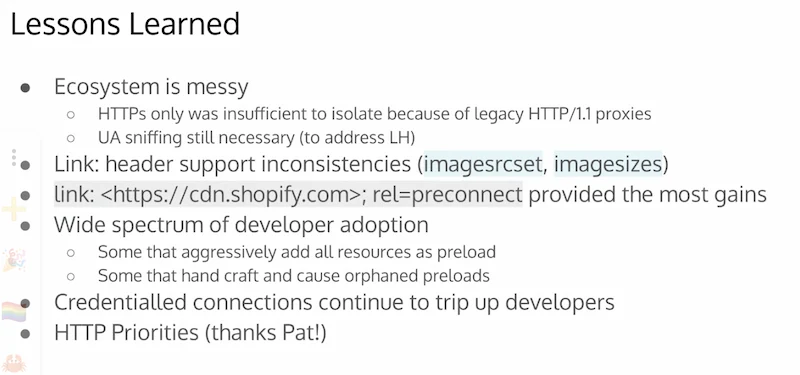 Lessons Learned
● Ecosystem is messy
○ HTTPs only was insufficient to isolate because of legacy HTTP/1.1 proxies
○ UA sniffing still necessary (to address LH)
● Link: header support inconsistencies (imagesrcset, imagesizes)
● link: <https://cdn.shopify.com>; rel=preconnect provided the most gains
● Wide spectrum of developer adoption
○ Some that aggressively add all resources as preload
○ Some that hand craft and cause orphaned preloads
● Credentialled connections continue to trip up developers
● HTTP Priorities (thanks Pat!)